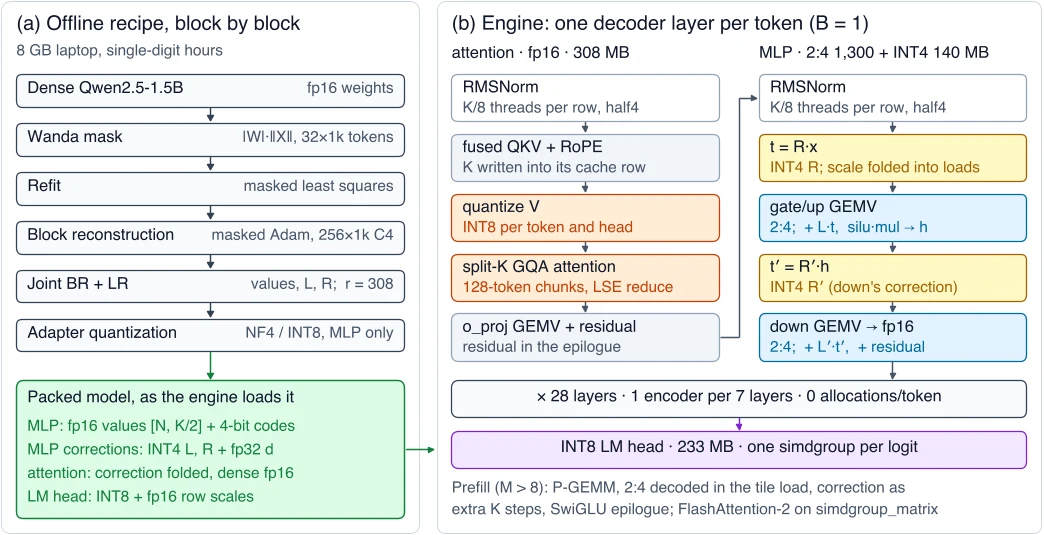 (a) Offline recipe, block by block
8 GB laptop, single-digit hours
Dense Qwen2.5-1.5B fp16 weights
Wanda mask |W|·‖X‖, 32×1k tokens
Refit masked least squares
Block reconstruction masked Adam, 256×1k C4
Joint BR + LR values, L, R; r = 308
Adapter quantization NF4 / INT8, MLP only
Packed model, as the engine loads it
MLP: fp16 values [N, K/2] + 4-bit codes
MLP corrections: INT4 L, R + fp32 d
attention: correction folded, dense fp16
LM head: INT8 + fp16 row scales
(b) Engine: one decoder layer per token (B = 1)
attention · fp16 · 308 MB
RMSNorm
K/8 threads per row, half4
fused QKV + RoPE
K written into its cache row
quantize V
INT8 per token and head
split-K GQA attention
128-token chunks, LSE reduce
o_proj GEMV + residual
residual in the epilogue
MLP · 2:4 1,300 + INT4 140 MB
RMSNorm
K/8 threads per row, half4
t = R·x
INT4 R; scale folded into loads
gate/up GEMV
2:4; + L·t, silu·mul → h
t′ = R′·h
INT4 R′ (down's correction)
down GEMV → fp16
2:4; + L′·t′, + residual
× 28 layers · 1 encoder per 7 layers · 0 allocations/token
INT8 LM head · 233 MB · one simdgroup per logit
Prefill (M > 8): P-GEMM, 2:4 decoded in the tile load, correction as
extra K steps, SwiGLU epilogue; FlashAttention-2 on simdgroup_matrix